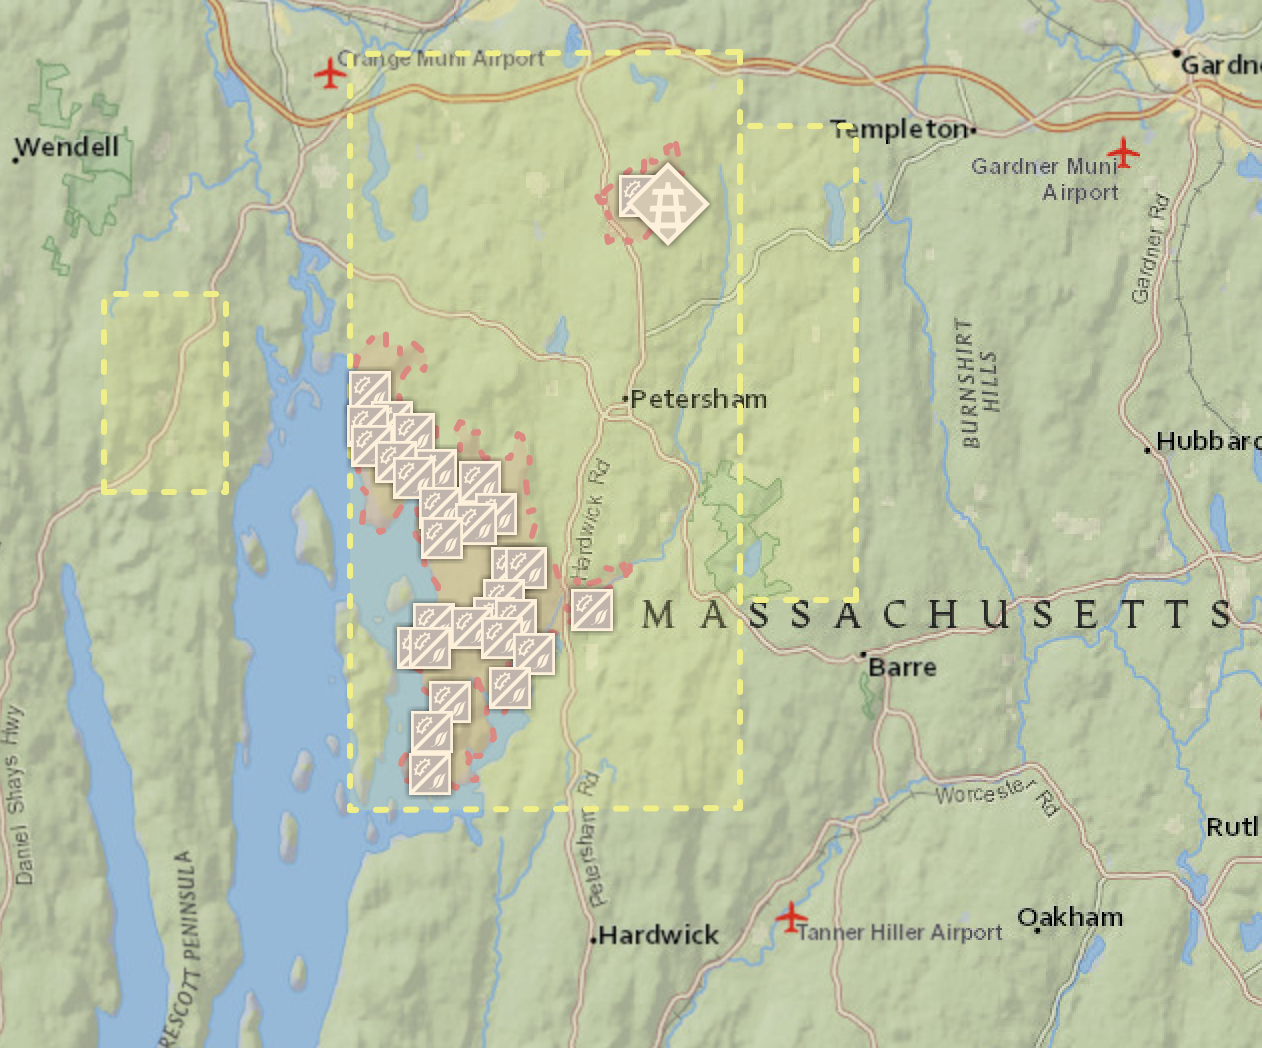 Orange Muni Airport
Gardn
Wendell
Templeton
Gardner Muni
Airport
Gardner Rd
BURNSHIRT
HILLS
Petersham
Hubbard
Hardwick Rd
MASSACHUSETTS
Barre
Daniel Shays Hwy
Petersham Rd
Worcester Rd
Rutl
RESCOTT PENINSULA
Oakham
Tanner Hiller Airport
Hardwick